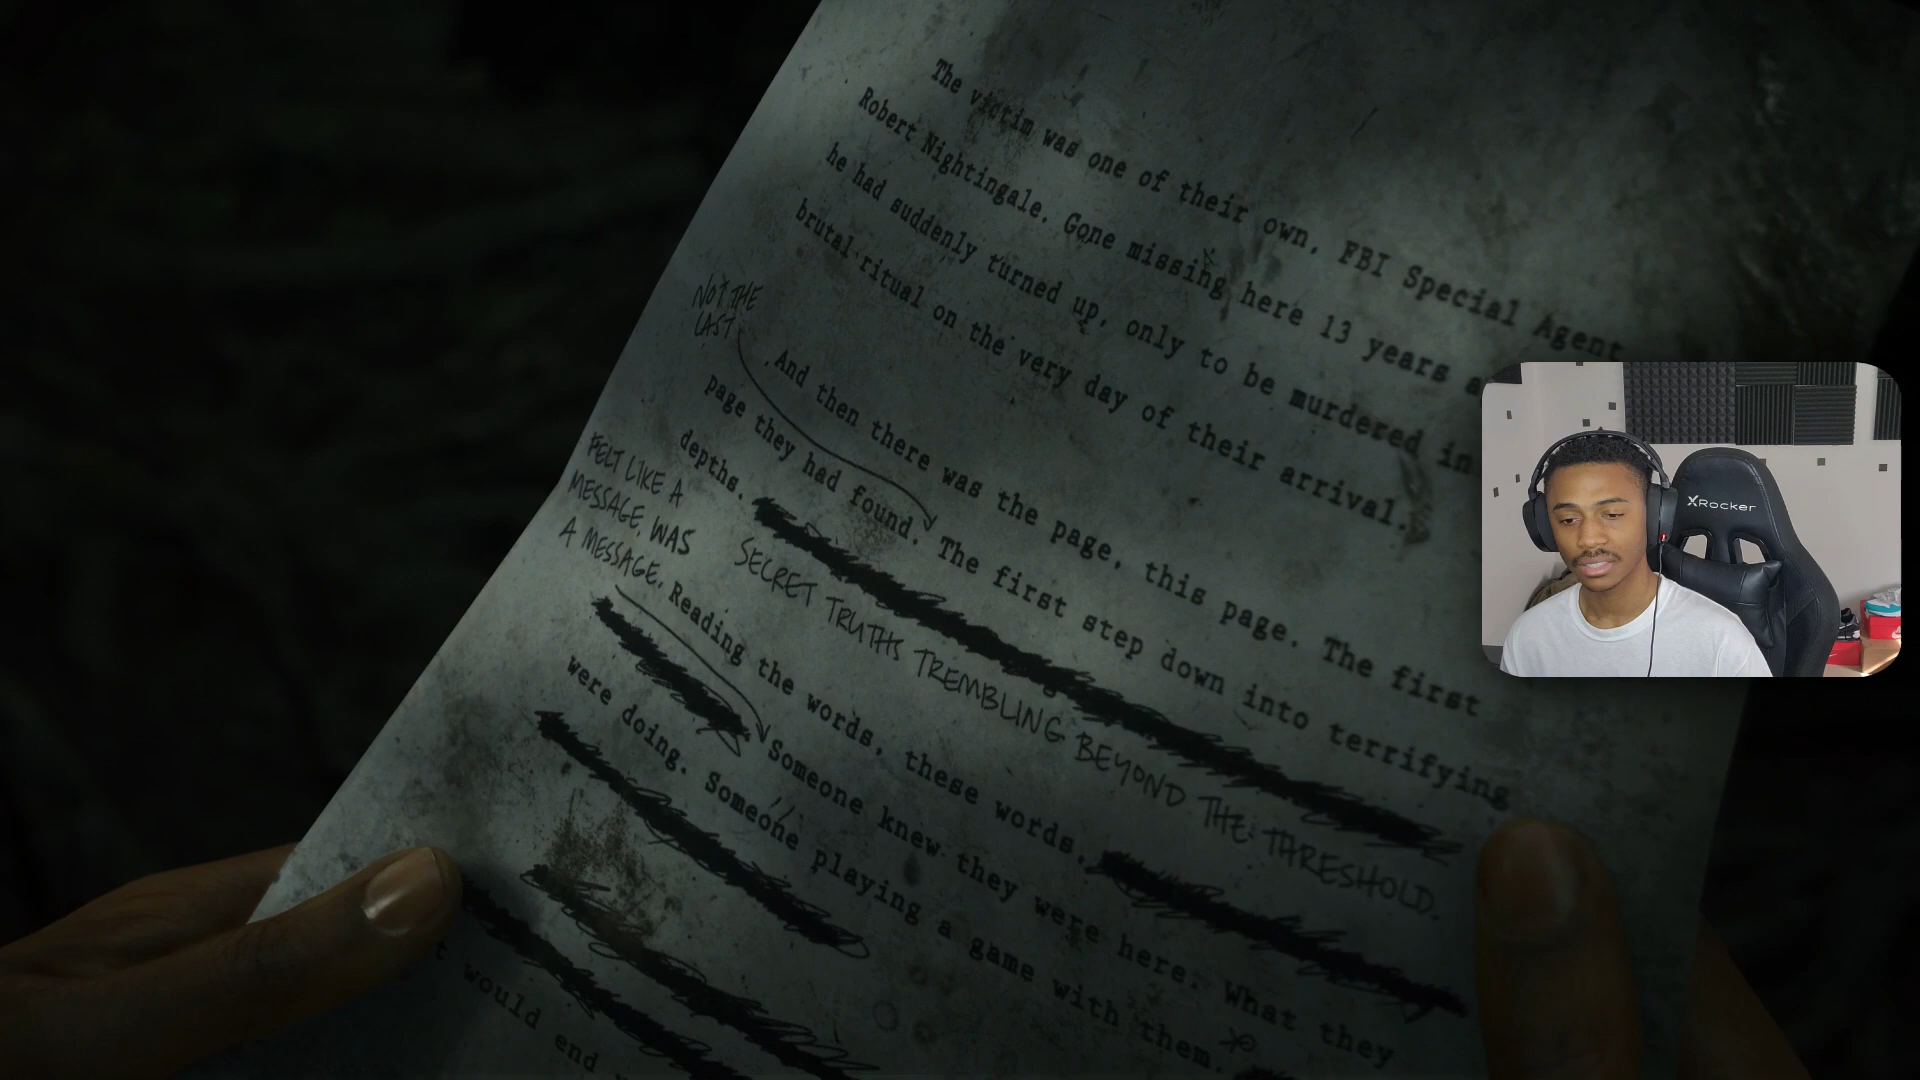 The victim was one of their own, FBI Special Agent
Robert Nightingale. Gone missing here 13 years
he had suddenly turned up, only to be murdered in
brutal ritual on the very day of their arrival.
NOT THE
LAST
And then there was the page, this page. The first
page they had found. The first step down into terrifying
depths.
SECRET TRUTHS TREMBLING BEYOND THE THRESHOLD.
FELT LIKE A
MESSAGE, WAS
A MESSAGE.
Reading the words, these words.
Someone knew they were here. What they
were doing. Someone playing a game with them.
would end
XRocker